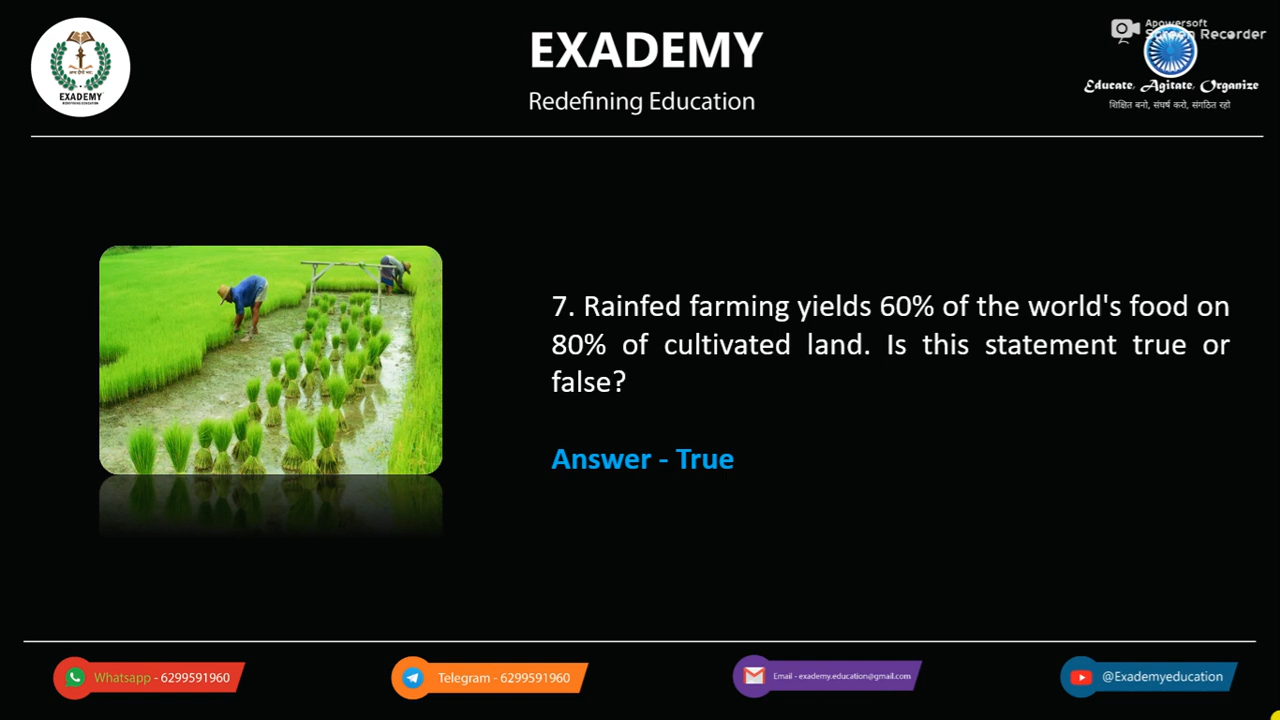 EXADEMY
Redefining Education
EXADEMY
REDEFINING EDUCATION
Apowersoft
Screen Recorder
Educate, Agitate, Organize
शिक्षित बनो, संघर्ष करो, संगठित रहो
7. Rainfed farming yields 60% of the world's food on
80% of cultivated land. Is this statement true or
false?
Answer - True
Whatsapp - 6299591960
Telegram - 6299591960
Email - exademy.education@gmail.com
@Exademyeducation